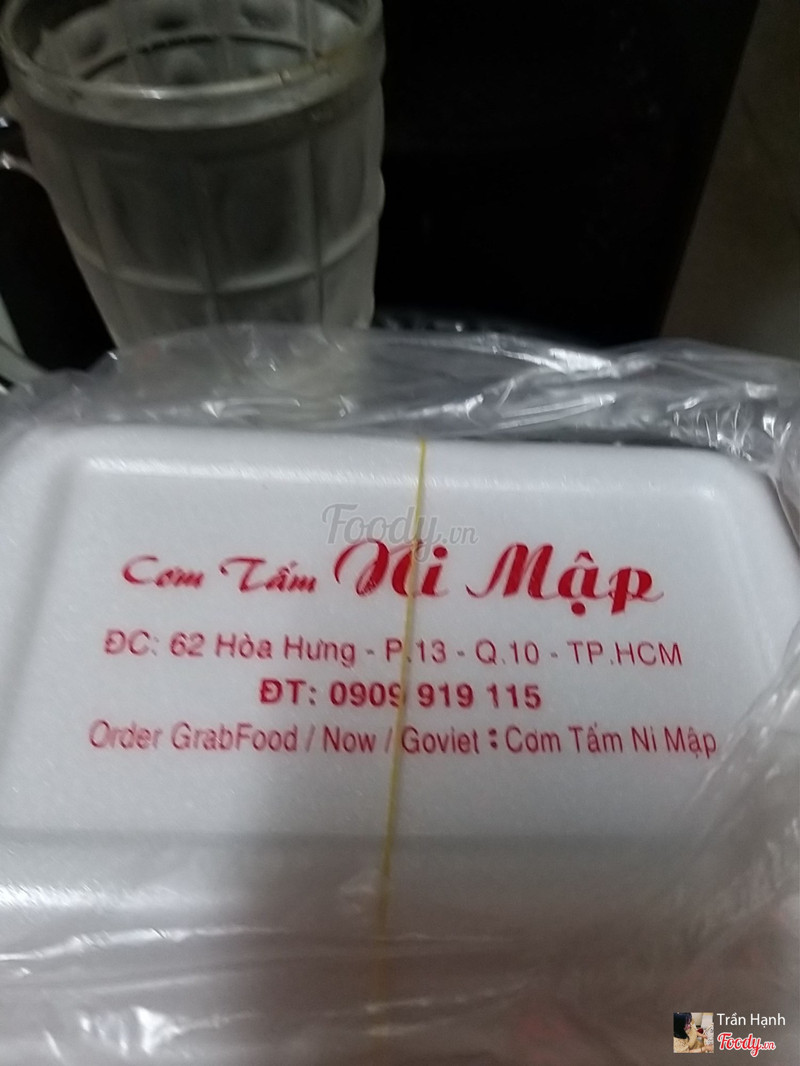 Foody.vn
Cơm Tấm Ni Mập
ĐC: 62 Hòa Hưng - P.13 - Q.10 - TP.HCM
ĐT: 0909 919 115
Order GrabFood / Now / Goviet : Cơm Tấm Ni Mập
Trần Hạnh
Foody.vn